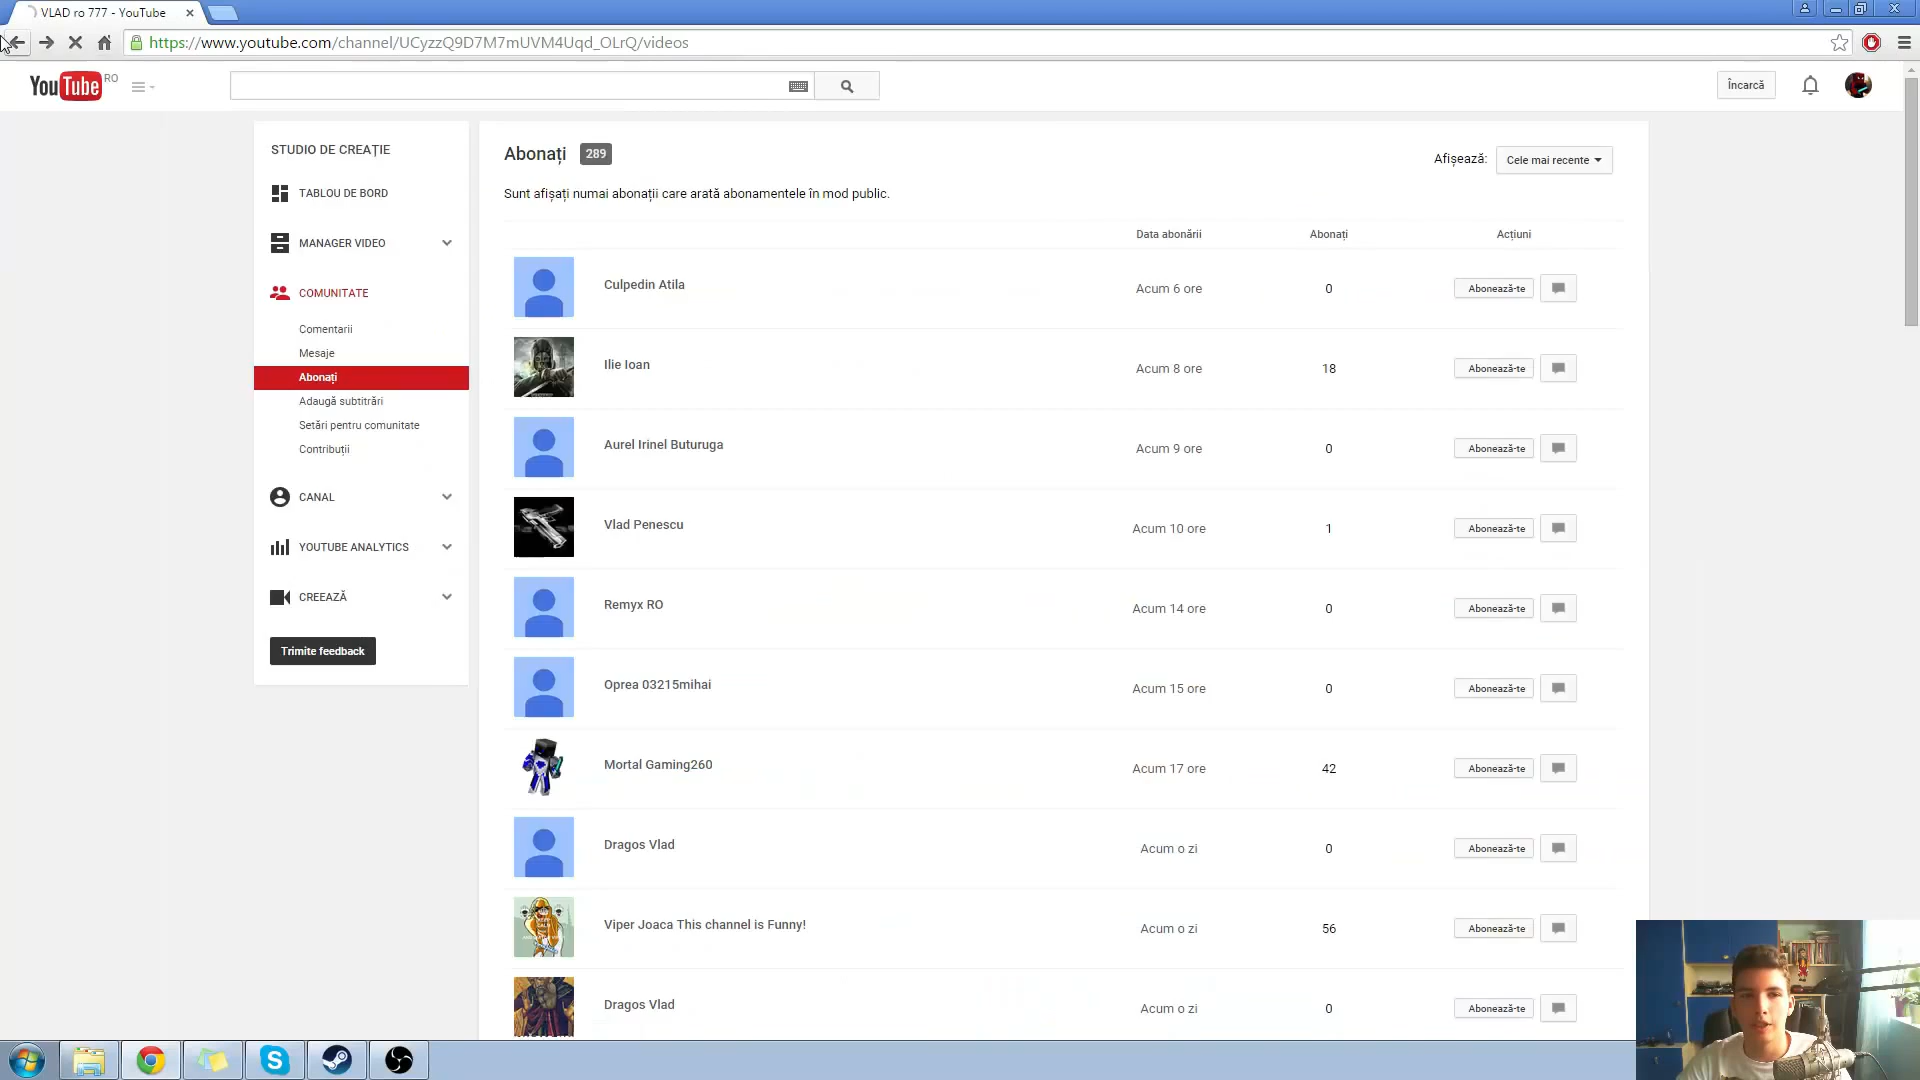 VLAD ro 777 - YouTube
https://www.youtube.com/channel/UCyzzQ9D7M7mUVM4Uqd_OLrQ/videos
YouTube RO
Încarcă
STUDIO DE CREAȚIE
TABLOU DE BORD
MANAGER VIDEO
COMUNITATE
Comentarii
Mesaje
Abonați
Adaugă subtitrări
Setări pentru comunitate
Contribuții
CANAL
YOUTUBE ANALYTICS
CREEAZĂ
Trimite feedback
Abonați 289
Afișează: Cele mai recente
Sunt afișați numai abonații care arată abonamentele în mod public.
Data abonării Abonați Acțiuni
Culpedin Atila Acum 6 ore 0 Abonează-te
Ilie Ioan Acum 8 ore 18 Abonează-te
Aurel Irinel Buturuga Acum 9 ore 0 Abonează-te
Vlad Penescu Acum 10 ore 1 Abonează-te
Remyx RO Acum 14 ore 0 Abonează-te
Oprea 03215mihai Acum 15 ore 0 Abonează-te
Mortal Gaming260 Acum 17 ore 42 Abonează-te
Dragos Vlad Acum o zi 0 Abonează-te
Viper Joaca This channel is Funny! Acum o zi 56 Abonează-te
Dragos Vlad Acum o zi 0 Abonează-te